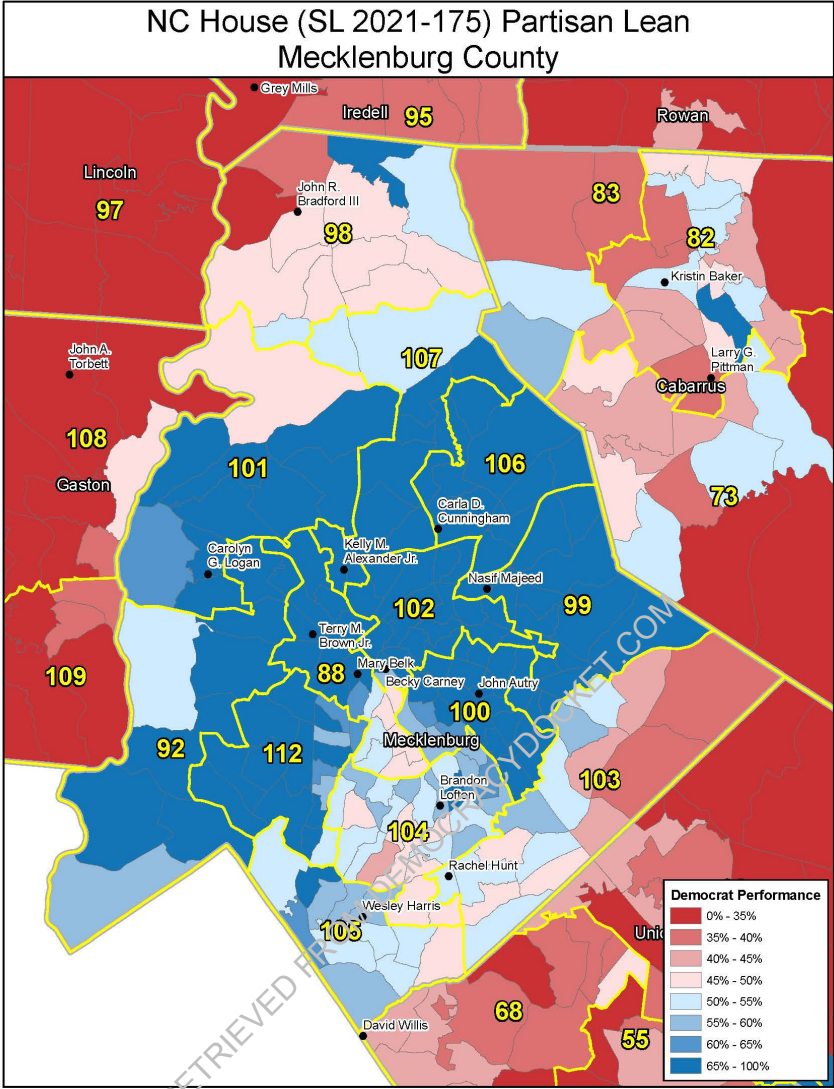 NC House (SL 2021-175) Partisan Lean
Mecklenburg County
Grey Mills
Iredell
95
Rowan
Lincoln
97
John R.
Bradford III
98
83
82
Kristin Baker
John A.
Torbett
107
Larry G.
Pittman
Cabarrus
108
101
106
Gaston
73
Carla D.
Cunningham
Carolyn
G. Logan
Kelly M.
Alexander Jr.
Nasif Majeed
102
99
Terry M.
Brown Jr.
109
88
Mary Belk
Becky Carney
John Autry
100
Mecklenburg
92
112
103
Brandon
Lofton
104
Rachel Hunt
Wesley Harris
105
Unio
68
David Willis
55
Democrat Performance
0% - 35%
35% - 40%
40% - 45%
45% - 50%
50% - 55%
55% - 60%
60% - 65%
65% - 100%
ETRIEVED FROM DEMOCRACYDOCKET.COM